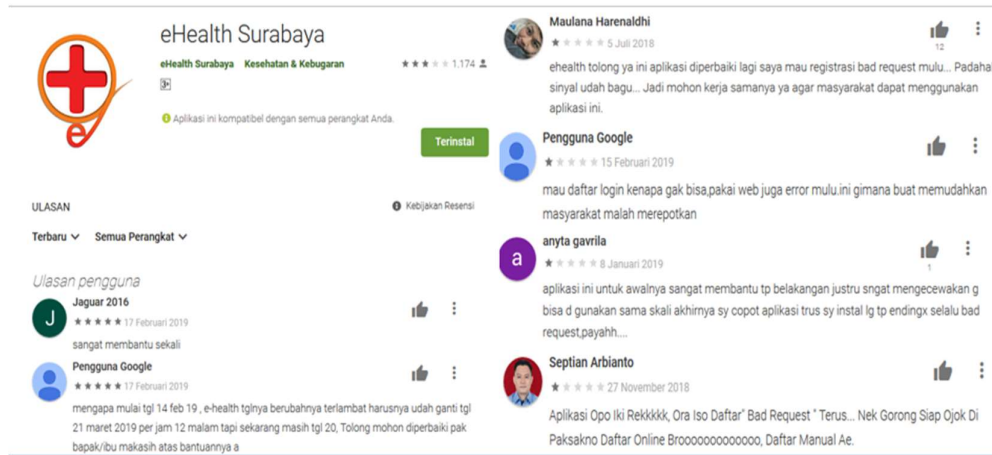 eHealth Surabaya
eHealth Surabaya Kesehatan & Kebugaran 1.174
3+
Aplikasi ini kompatibel dengan semua perangkat Anda.
Terinstal
ULASAN Kebijakan Resensi
Terbaru Semua Perangkat
Ulasan pengguna
J
Jaguar 2016
17 Februari 2019
sangat membantu sekali
Pengguna Google
17 Februari 2019
mengapa mulai tgl 14 feb 19 , e-health tglnya berubahnya terlambat harusnya udah ganti tgl
21 maret 2019 per jam 12 malam tapi sekarang masih tgl 20, Tolong mohon diperbaiki pak
bapak/ibu makasih atas bantuannya a
Maulana Harenaldhi
5 Juli 2018
12
ehealth tolong ya ini aplikasi diperbaiki lagi saya mau registrasi bad request mulu... Padahal
sinyal udah bagu... Jadi mohon kerja samanya ya agar masyarakat dapat menggunakan
aplikasi ini.
Pengguna Google
15 Februari 2019
mau daftar login kenapa gak bisa,pakai web juga error mulu.ini gimana buat memudahkan
masyarakat malah merepotkan
a
anyta gavrila
8 Januari 2019
1
aplikasi ini untuk awalnya sangat membantu tp belakangan justru sngat mengecewakan g
bisa d gunakan sama skali akhirnya sy copot aplikasi trus sy instal lg tp endingx selalu bad
request,payahh....
Septian Arbianto
27 November 2018
Aplikasi Opo Iki Rekkkkk, Ora Iso Daftar" Bad Request " Terus... Nek Gorong Siap Ojok Di
Paksakno Daftar Online Brooooooooooooo, Daftar Manual Ae.